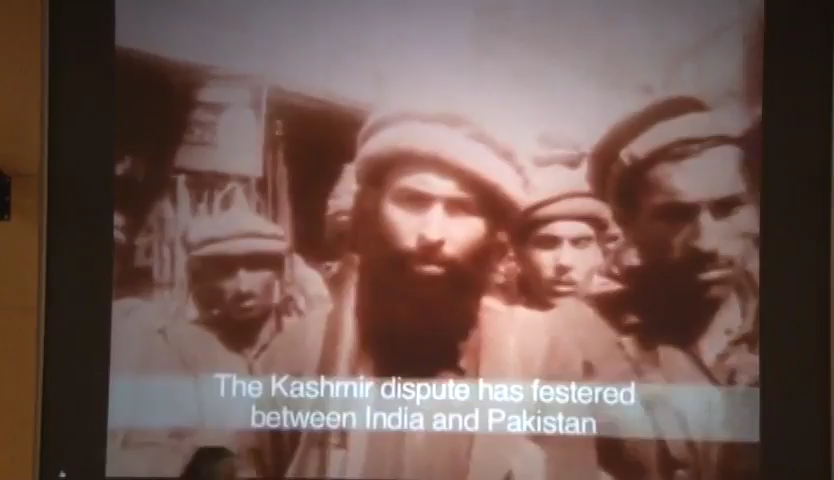 The Kashmir dispute has festered
between India and Pakistan